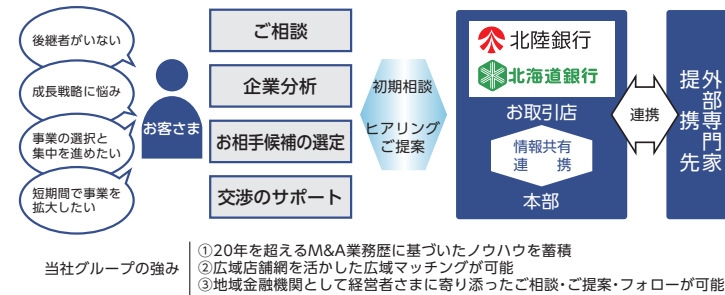 後継者がいない
成長戦略に悩み
事業の選択と
集中を進めたい
短期間で事業を
拡大したい
お客さま
ご相談
企業分析
お相手候補の選定
交渉のサポート
初期相談
ヒアリング
ご提案
北陸銀行
北海道銀行
お取引店
情報共有
連 携
本部
連携
外部専門家
提携先
当社グループの強み
①20年を超えるM&A業務歴に基づいたノウハウを蓄積
②広域店舗網を活かした広域マッチングが可能
③地域金融機関として経営者さまに寄り添ったご相談・ご提案・フォローが可能